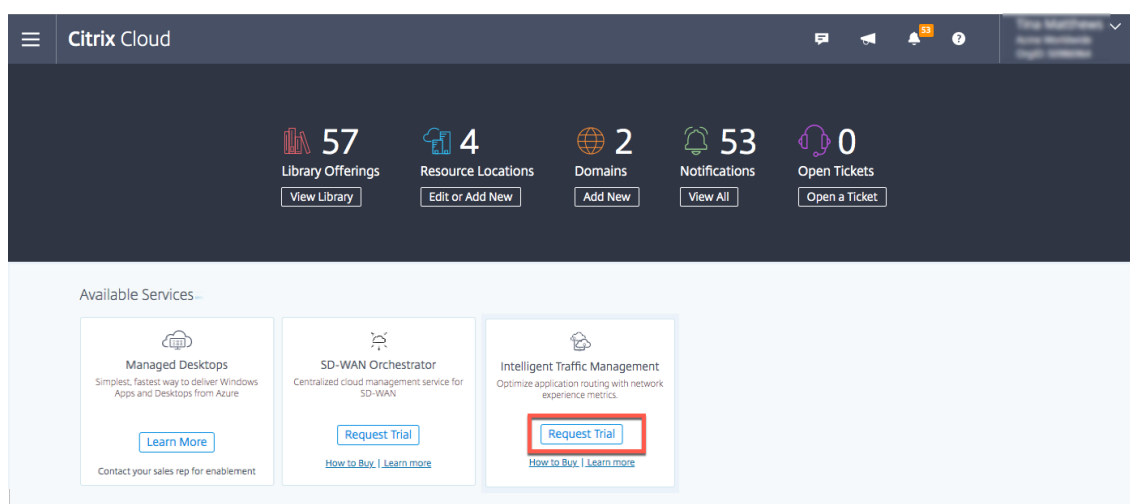 Citrix Cloud
53
57
Library Offerings
View Library
4
Resource Locations
Edit or Add New
2
Domains
Add New
53
Notifications
View All
0
Open Tickets
Open a Ticket
Available Services
Managed Desktops
Simplest, fastest way to deliver Windows
Apps and Desktops from Azure
Learn More
Contact your sales rep for enablement
SD-WAN Orchestrator
Centralized cloud management service for
SD-WAN
Request Trial
How to Buy | Learn more
Intelligent Traffic Management
Optimize application routing with network
experience metrics.
Request Trial
How to Buy | Learn more